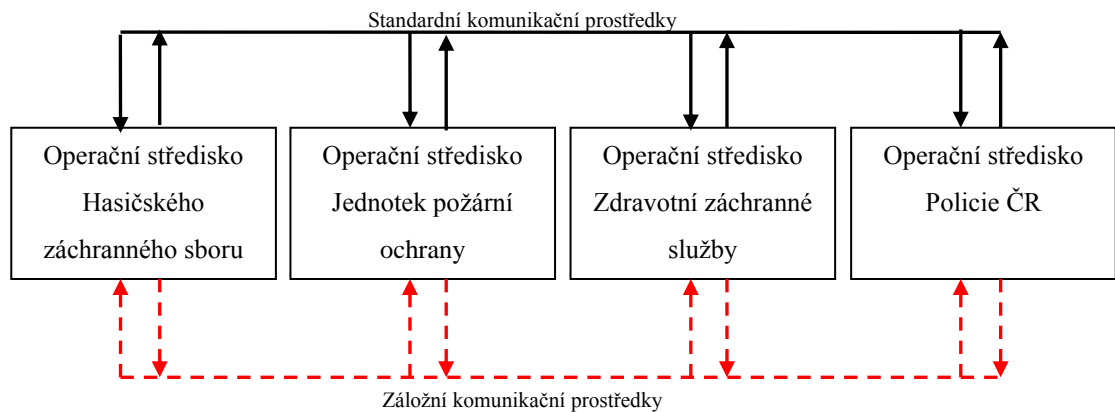 Standardní komunikační prostředky
Operační středisko
Hasičského
záchranného sboru
Operační středisko
Jednotek požární
ochrany
Operační středisko
Zdravotní záchranné
služby
Operační středisko
Policie ČR
Záložní komunikační prostředky